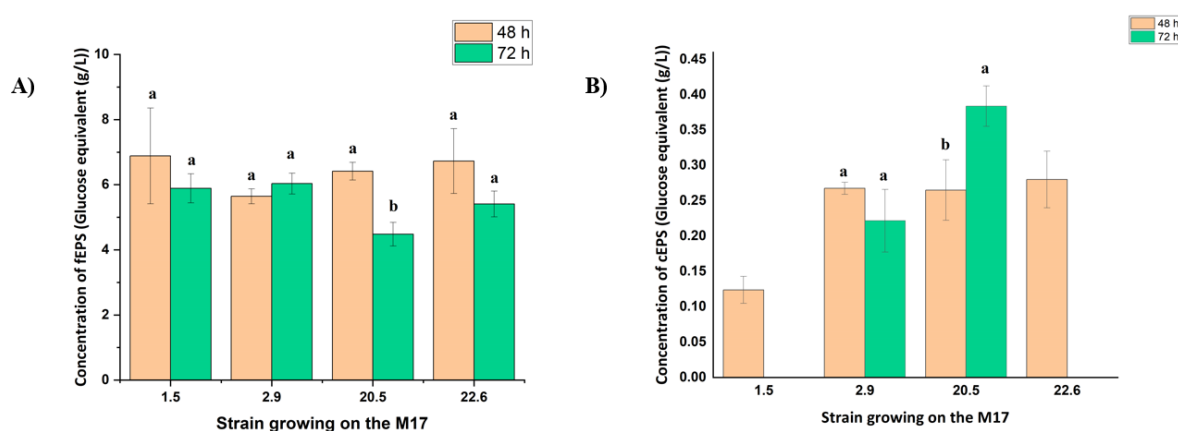 A)
48 h
72 h
Concentration of fEPS (Glucose equivalent (g/L))
10
8
6
4
2
0
a
a
a
a
a
b
a
a
1.5
2.9
20.5
22.6
Strain growing on the M17
B)
48 h
72 h
Concentration of cEPS (Glucose equivalent (g/L))
0.45
0.40
0.35
0.30
0.25
0.20
0.15
0.10
0.05
0.00
a
a
b
a
1.5
2.9
20.5
22.6
Strain growing on the M17